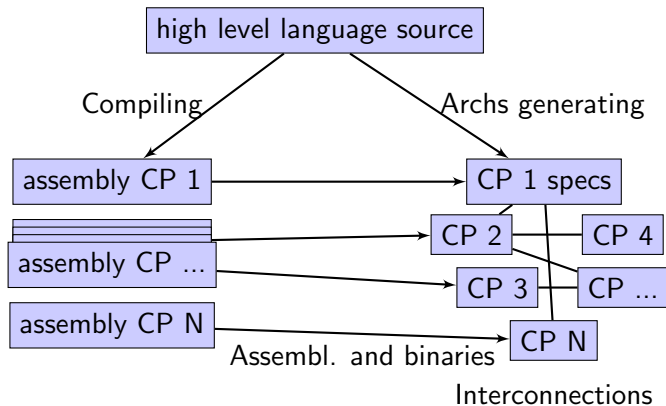 high level language source
Compiling
Archs generating
assembly CP 1
CP 1 specs
CP 2
CP 4
assembly CP ...
CP 3
CP ...
assembly CP N
CP N
Assembl. and binaries
Interconnections